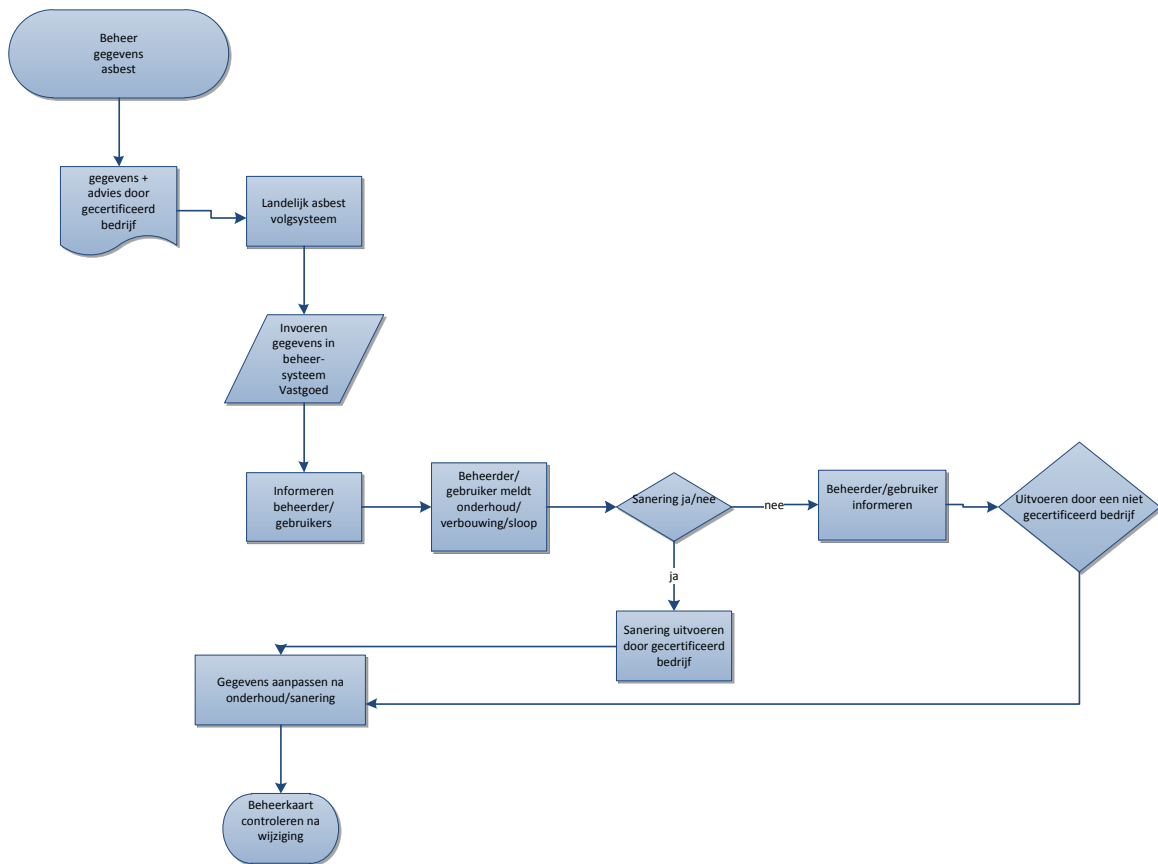 Beheer
gegevens
asbest
gegevens +
advies door
gecertificeerd
bedrijf
Landelijk asbest
volgsysteem
Invoeren
gegevens in
beheer-
systeem
Vastgoed
Informeren
beheerder/
gebruikers
Beheerder/
gebruiker meldt
onderhoud/
verbouwing/sloop
Sanering ja/nee
nee
Beheerder/gebruiker
informeren
Uitvoeren door een niet
gecertificeerd bedrijf
ja
Sanering uitvoeren
door gecertificeerd
bedrijf
Gegevens aanpassen na
onderhoud/sanering
Beheerkaart
controleren na
wijziging